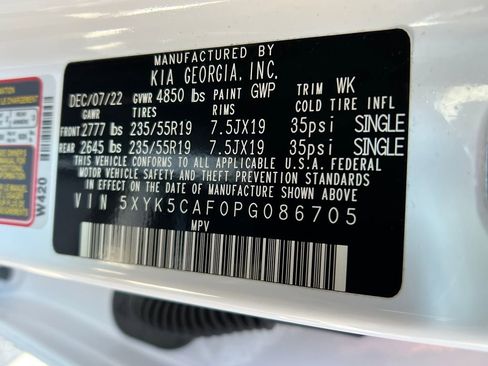 MANUFACTURED BY
KIA GEORGIA, INC.
DEC/07/22 GVWR 4850 lbs PAINT GWP TRIM WK
GAWR TIRES RIMS COLD TIRE INFL
FRONT 2777 lbs 235/55R19 7.5JX19 35psi SINGLE
REAR 2645 lbs 235/55R19 7.5JX19 35psi SINGLE
THIS VEHICLE CONFORMS TO ALL APPLICABLE U.S.A. FEDERAL
MOTOR VEHICLE SAFETY AND THEFT PREVENTION STANDARDS
IN EFFECT ON THE DATE OF MANUFACTURE SHOWN ABOVE
VIN 5XYK5CAF0PG086705
MPV
W420